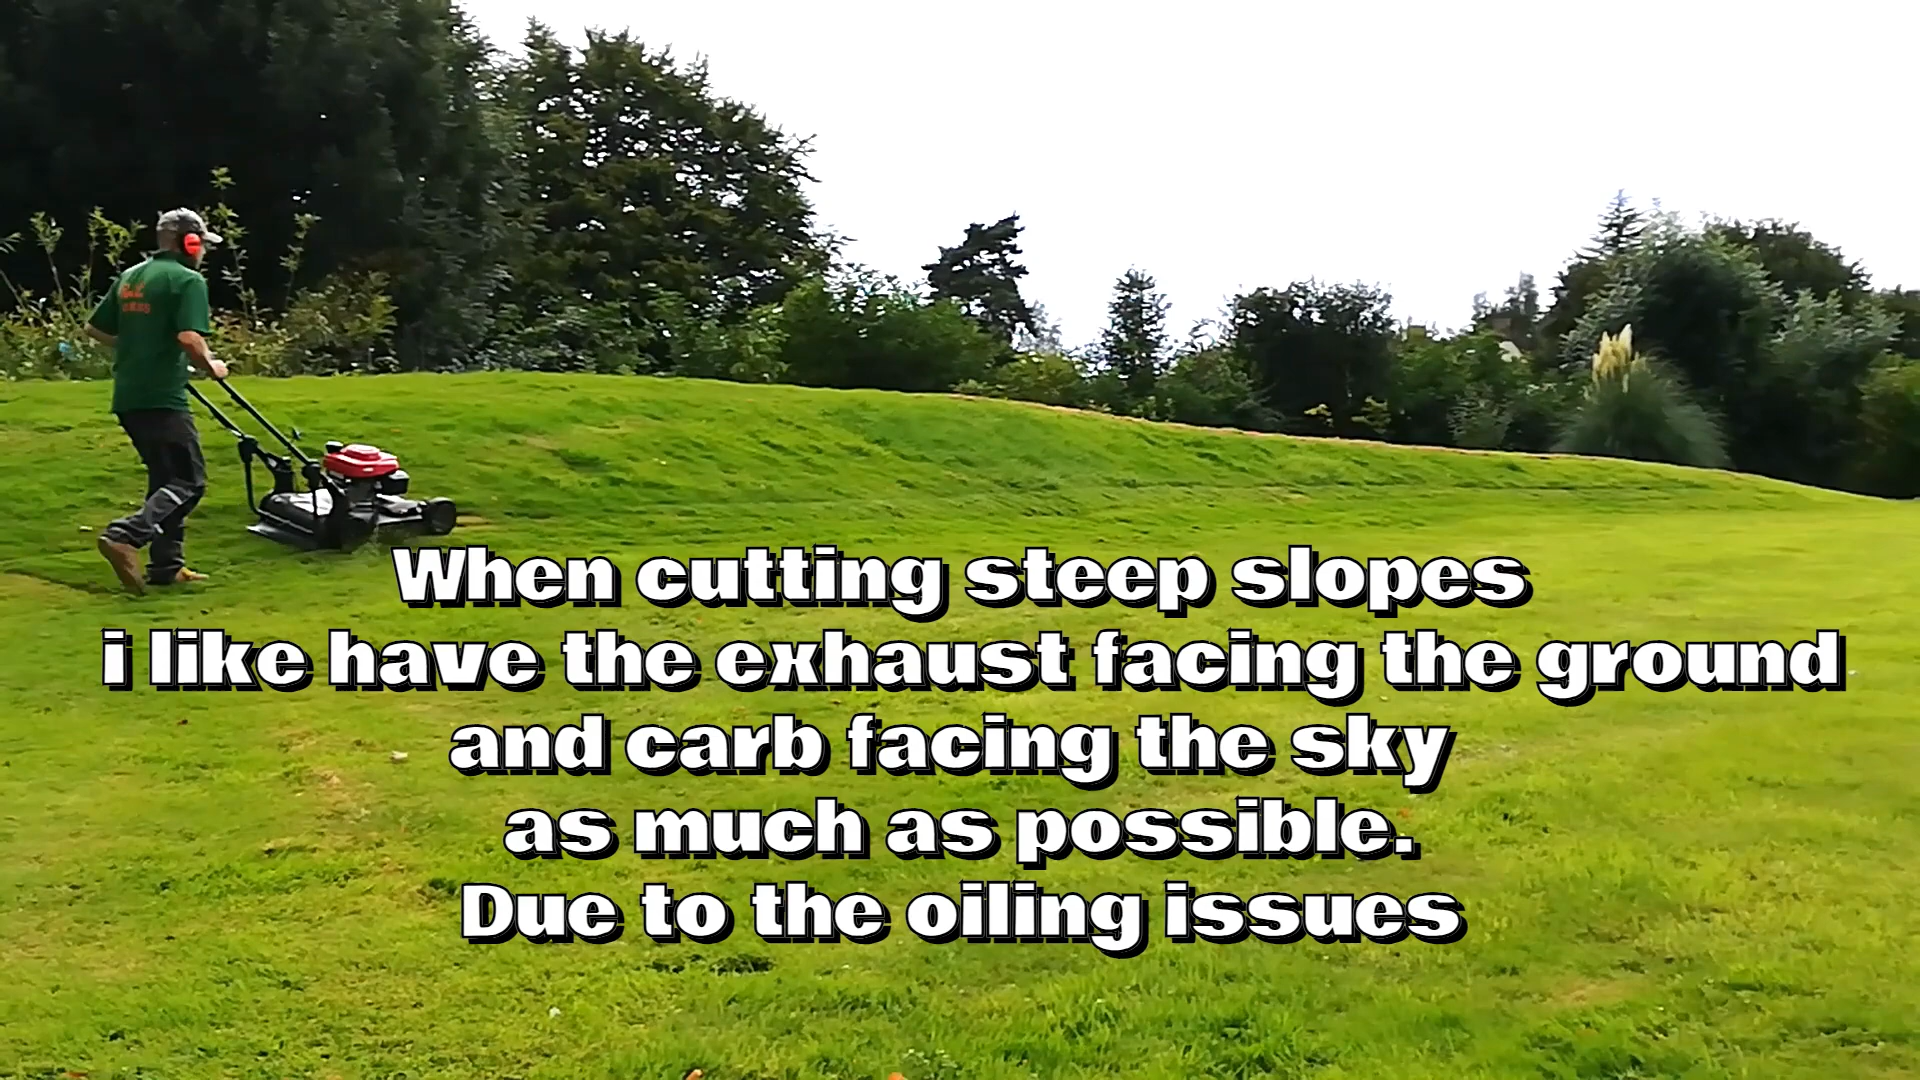 When cutting steep slopes
i like have the exhaust facing the ground
and carb facing the sky
as much as possible.
Due to the oiling issues